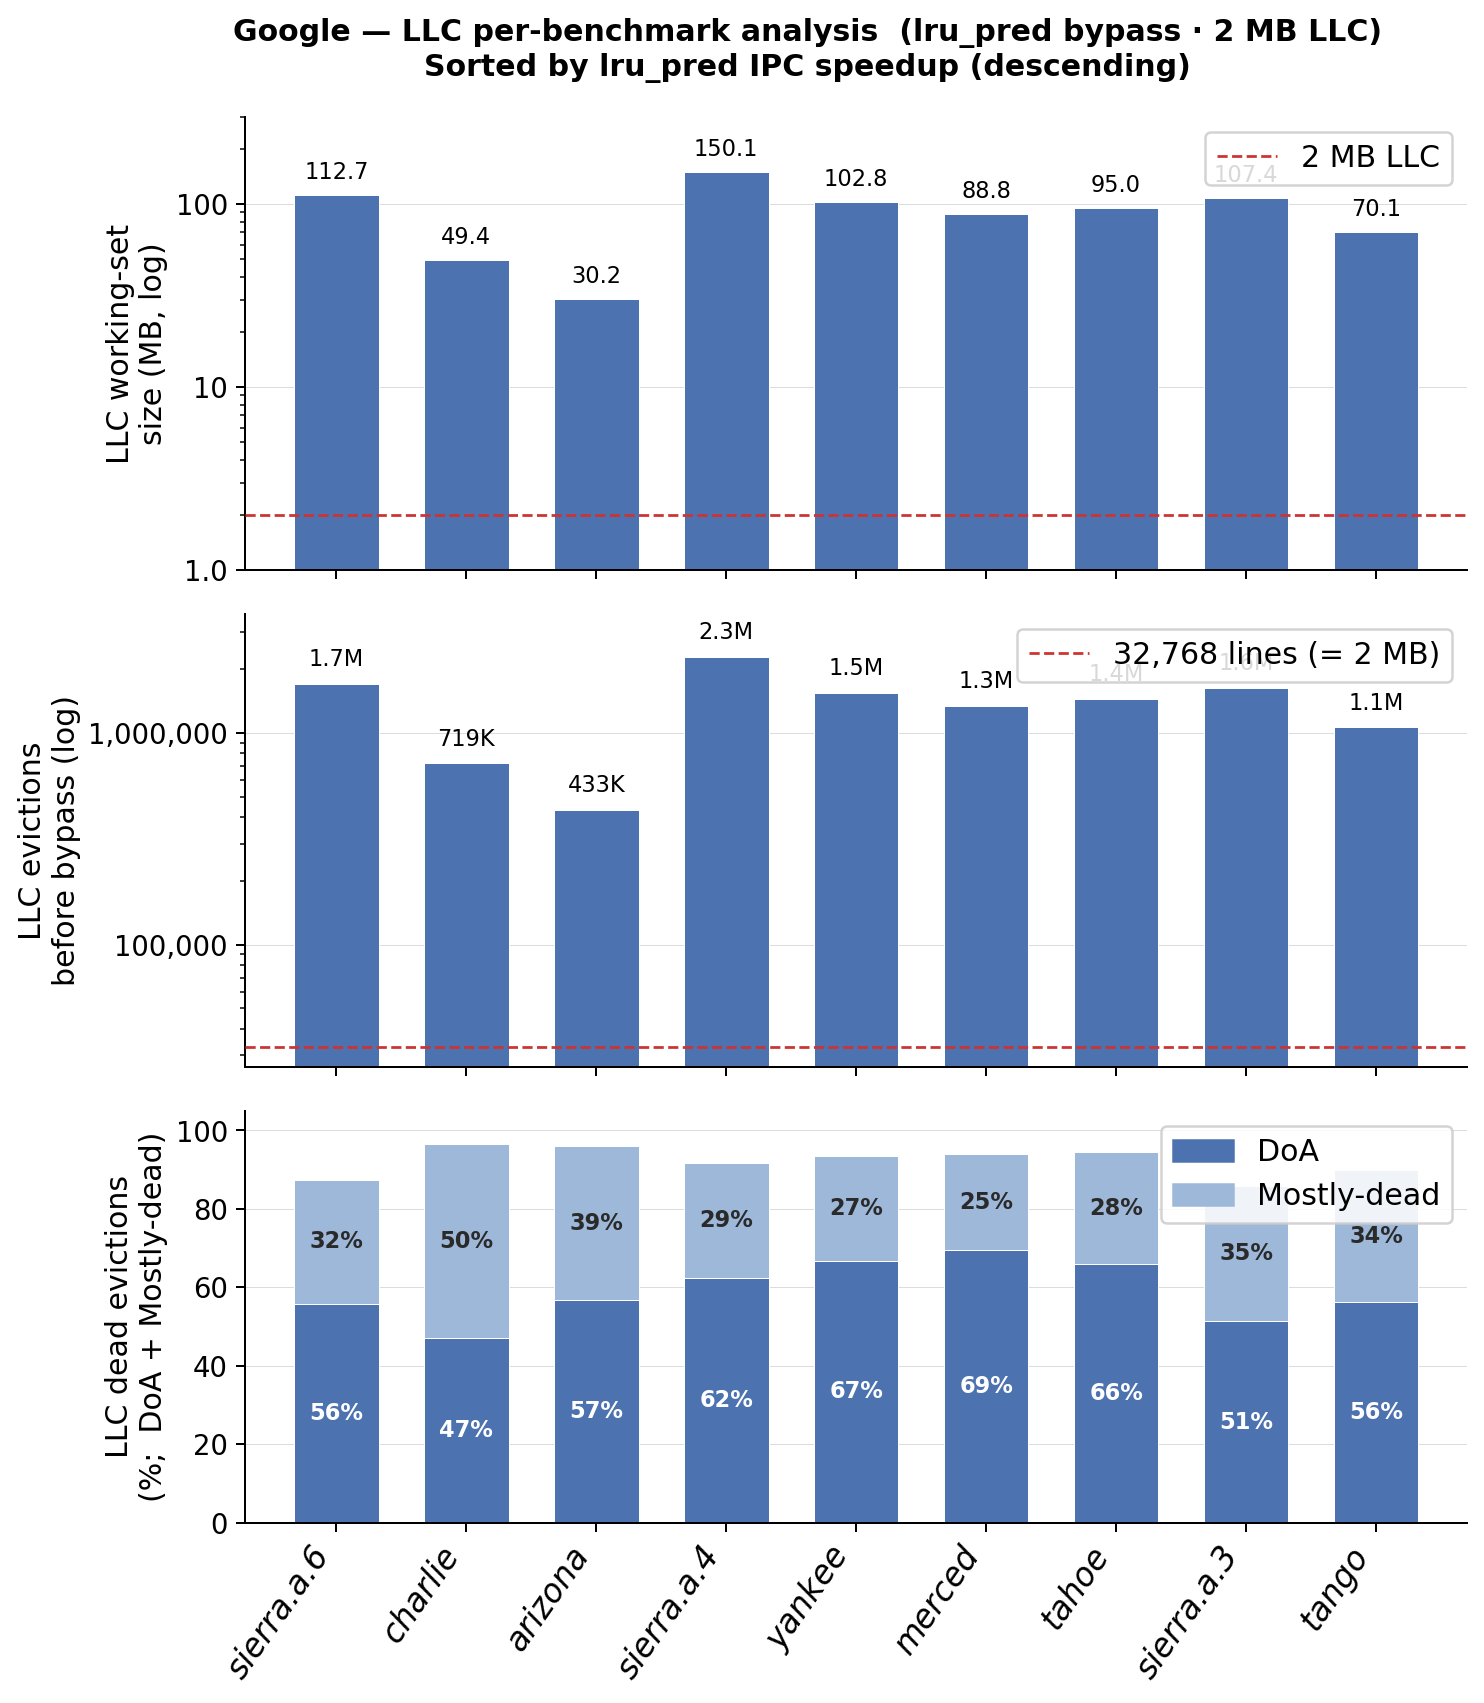 Google — LLC per-benchmark analysis  (lru_pred bypass · 2 MB LLC)
Sorted by lru_pred IPC speedup (descending)
LLC working-set
size (MB, log)
100
10
1.0
112.7
49.4
30.2
150.1
102.8
88.8
95.0
107.4
70.1
2 MB LLC
LLC evictions
before bypass (log)
1,000,000
100,000
1.7M
719K
433K
2.3M
1.5M
1.3M
1.4M
1.6M
1.1M
32,768 lines (= 2 MB)
LLC dead evictions
(%;  DoA + Mostly-dead)
100
80
60
40
20
0
DoA
Mostly-dead
32%
50%
39%
29%
27%
25%
28%
35%
34%
56%
47%
57%
62%
67%
69%
66%
51%
56%
sierra.a.6
charlie
arizona
sierra.a.4
yankee
merced
tahoe
sierra.a.3
tango